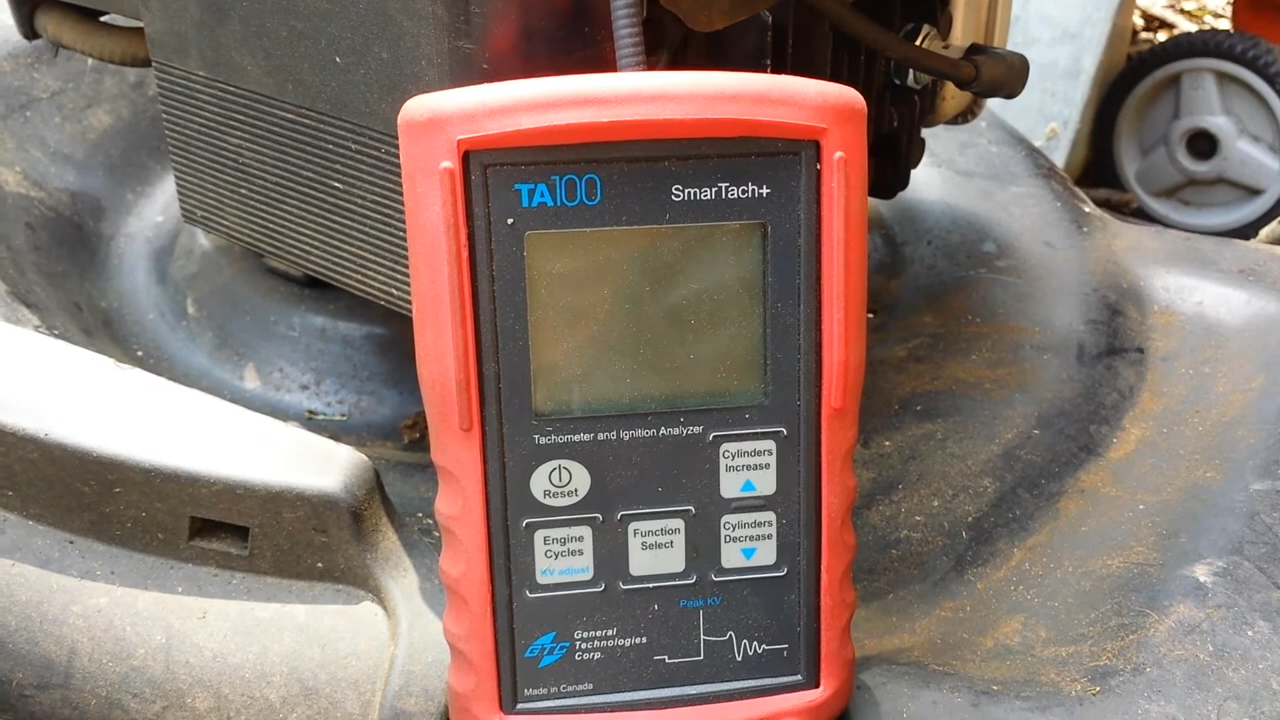 TA100
SmarTach+
Tachometer and Ignition Analyzer
Reset
Cylinders
Increase
Engine
Cycles
KV adjust
Function
Select
Cylinders
Decrease
Peak KV
GTC
General
Technologies
Corp.
t
Made in Canada